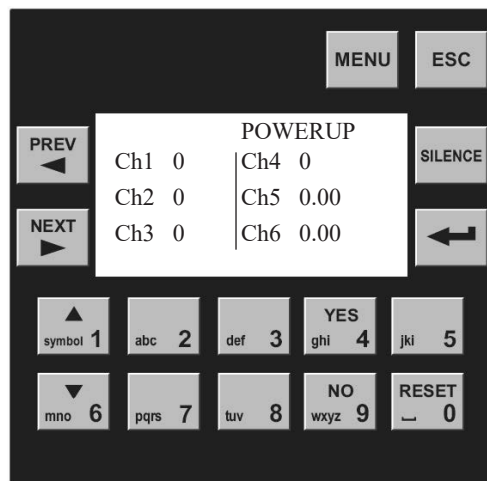 MENU ESC
POWERUP
PREV
Ch1 0 Ch4 0
SILENCE
Ch2 0 Ch5 0.00
NEXT
Ch3 0 Ch6 0.00
YES
symbol 1 abc 2 def 3 ghi 4 jki 5
NO RESET
mno 6 pqrs 7 tuv 8 wxyz 9 0